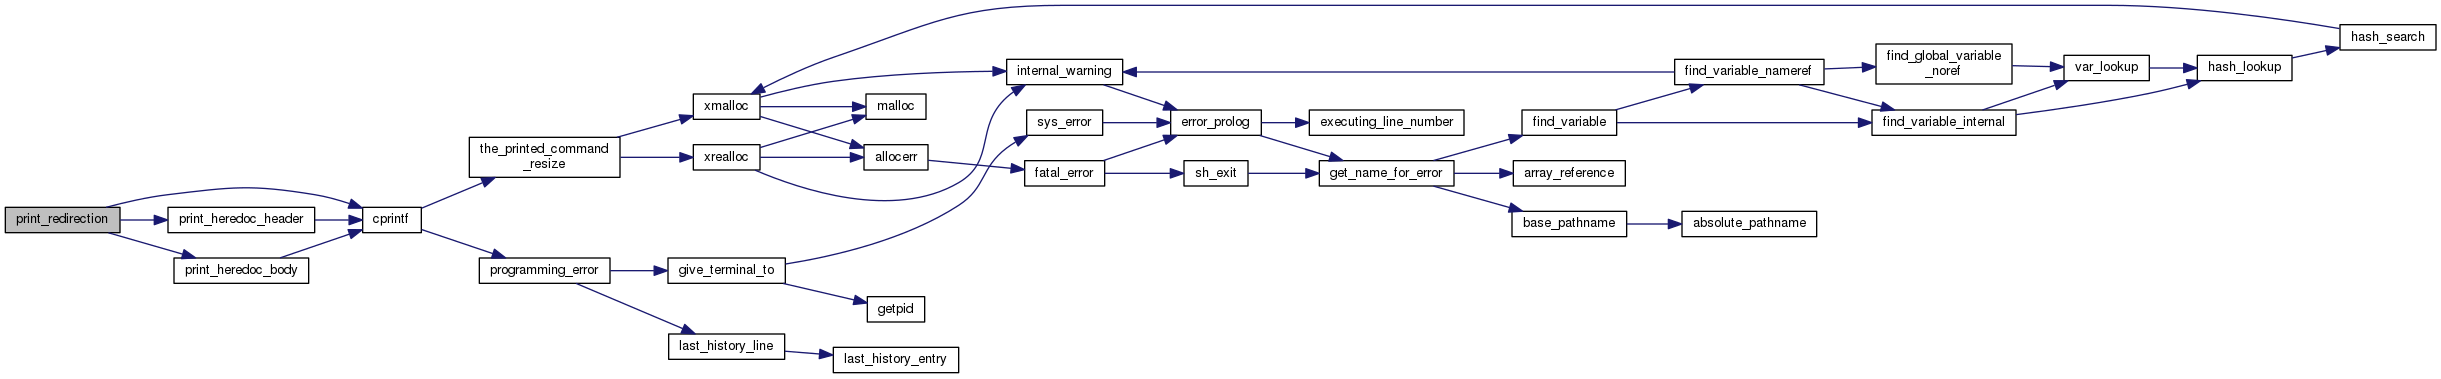 print_redirection
print_heredoc_header
print_heredoc_body
cprintf
the_printed_command
_resize
programming_error
xmalloc
xrealloc
give_terminal_to
last_history_line
malloc
allocerr
getpid
last_history_entry
internal_warning
sys_error
fatal_error
error_prolog
sh_exit
executing_line_number
get_name_for_error
find_variable
array_reference
base_pathname
find_variable_nameref
absolute_pathname
find_global_variable
_noref
find_variable_internal
var_lookup
hash_lookup
hash_search